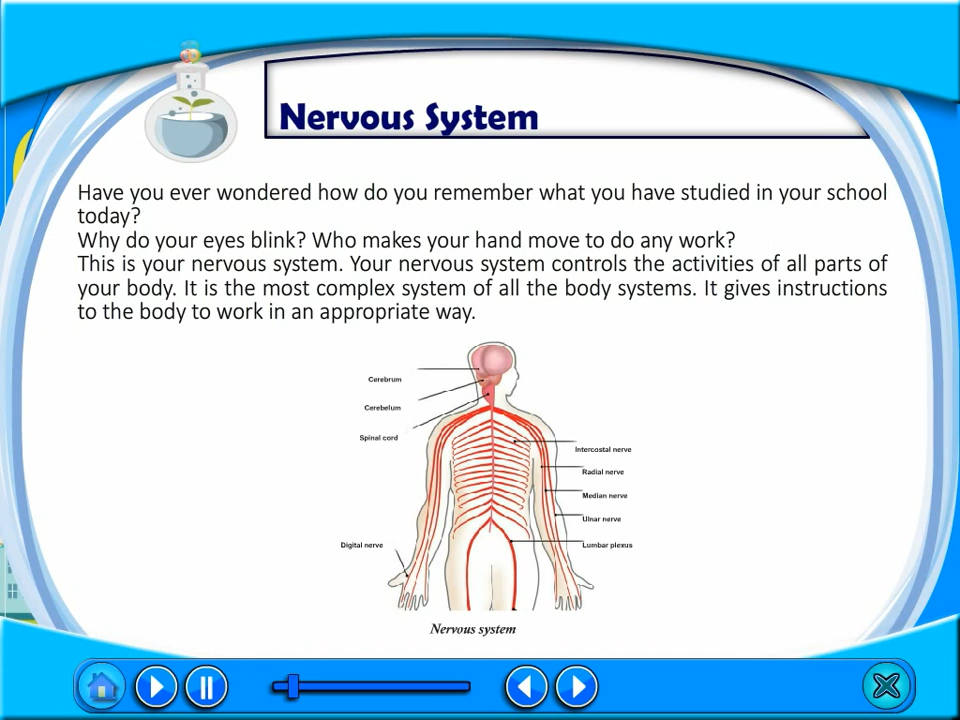 Nervous System
Have you ever wondered how do you remember what you have studied in your school
today?
Why do your eyes blink? Who makes your hand move to do any work?
This is your nervous system. Your nervous system controls the activities of all parts of
your body. It is the most complex system of all the body systems. It gives instructions
to the body to work in an appropriate way.
Cerebrum
Cerebelum
Spinal cord
Intercostal nerve
Radial nerve
Median nerve
Ulnar nerve
Digital nerve
Lumbar plexus
Nervous system